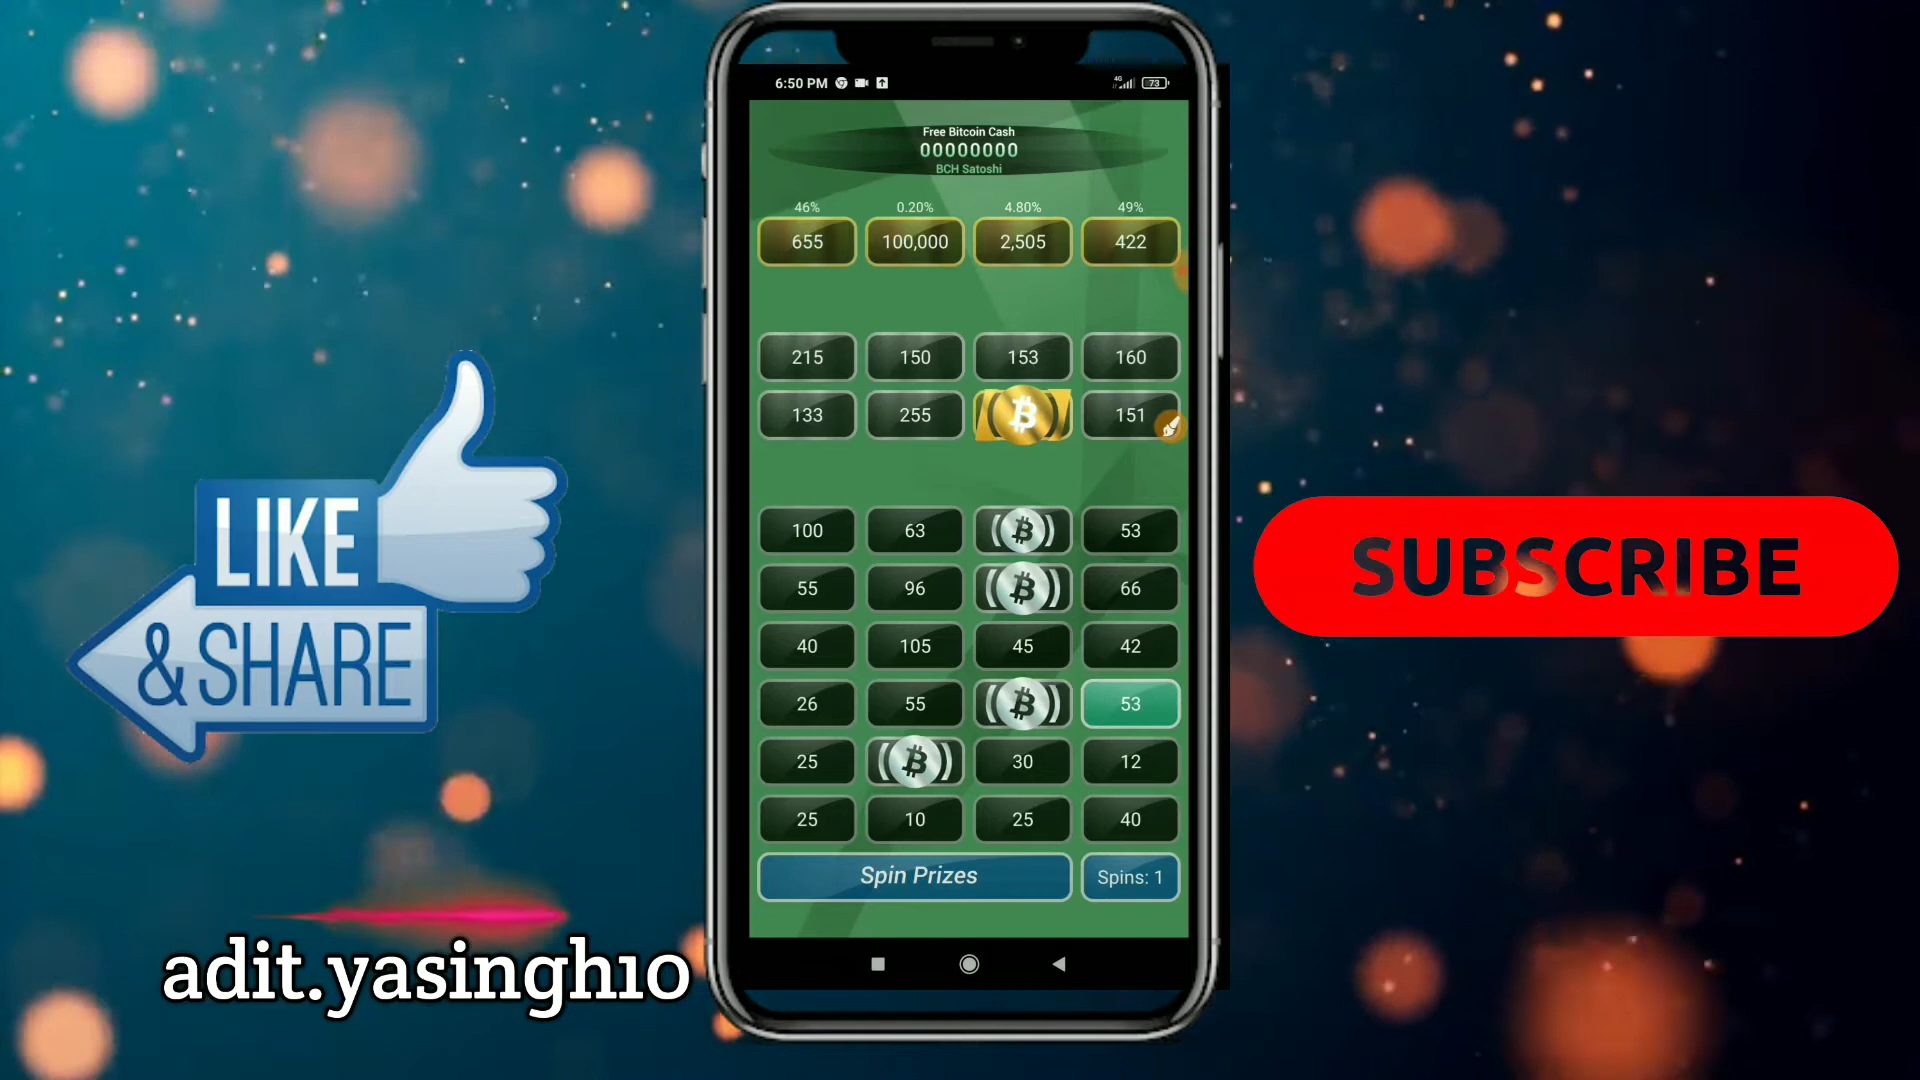 6:50 PM 4G 73
Free Bitcoin Cash
00000000
BCH Satoshi
46% 0.20% 4.80% 49%
655 100,000 2,505 422
215 150 153 160
133 255 151
100 63 53
55 96 66
40 105 45 42
26 55 53
25 30 12
25 10 25 40
Spin Prizes Spins: 1
LIKE
& SHARE
SUBSCRIBE
adit.yasingh10